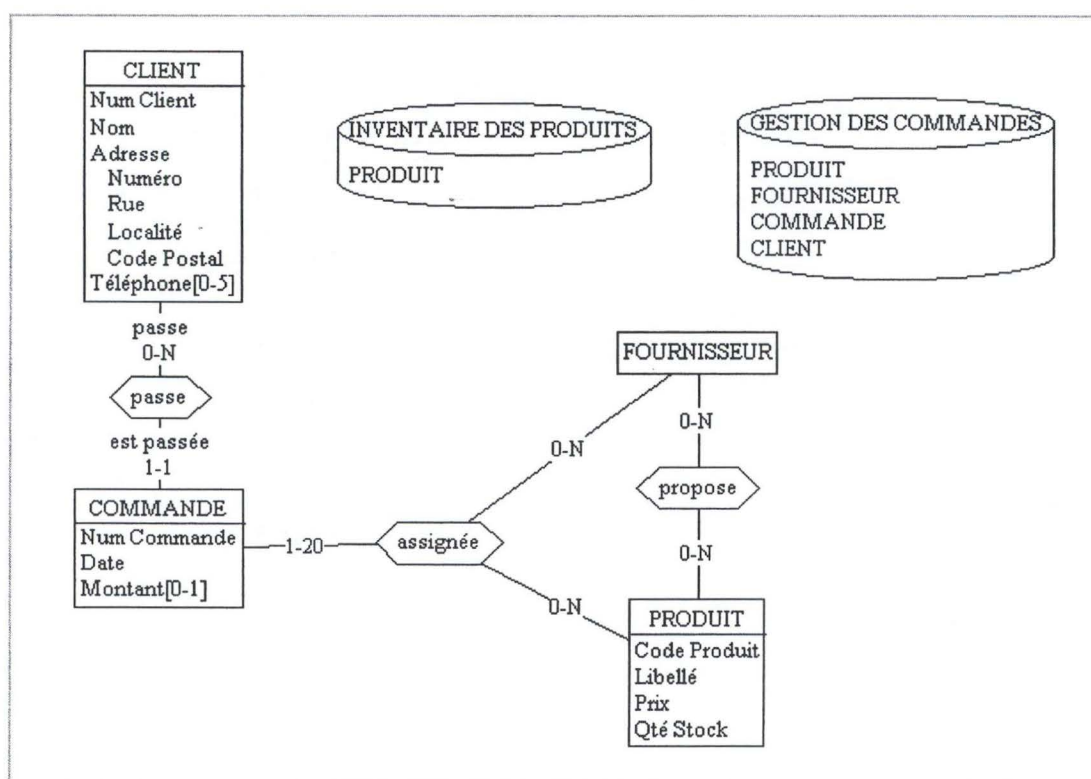 CLIENT
Num Client
Nom
Adresse
Numéro
Rue
Localité
Code Postal
Téléphone[0-5]
INVENTAIRE DES PRODUITS
PRODUIT
GESTION DES COMMANDES
PRODUIT
FOURNISSEUR
COMMANDE
CLIENT
passe
0-N
passe
est passée
1-1
COMMANDE
Num Commande
Date
Montant[0-1]
1-20
assignée
0-N
0-N
FOURNISSEUR
0-N
propose
0-N
PRODUIT
Code Produit
Libellé
Prix
Qté Stock